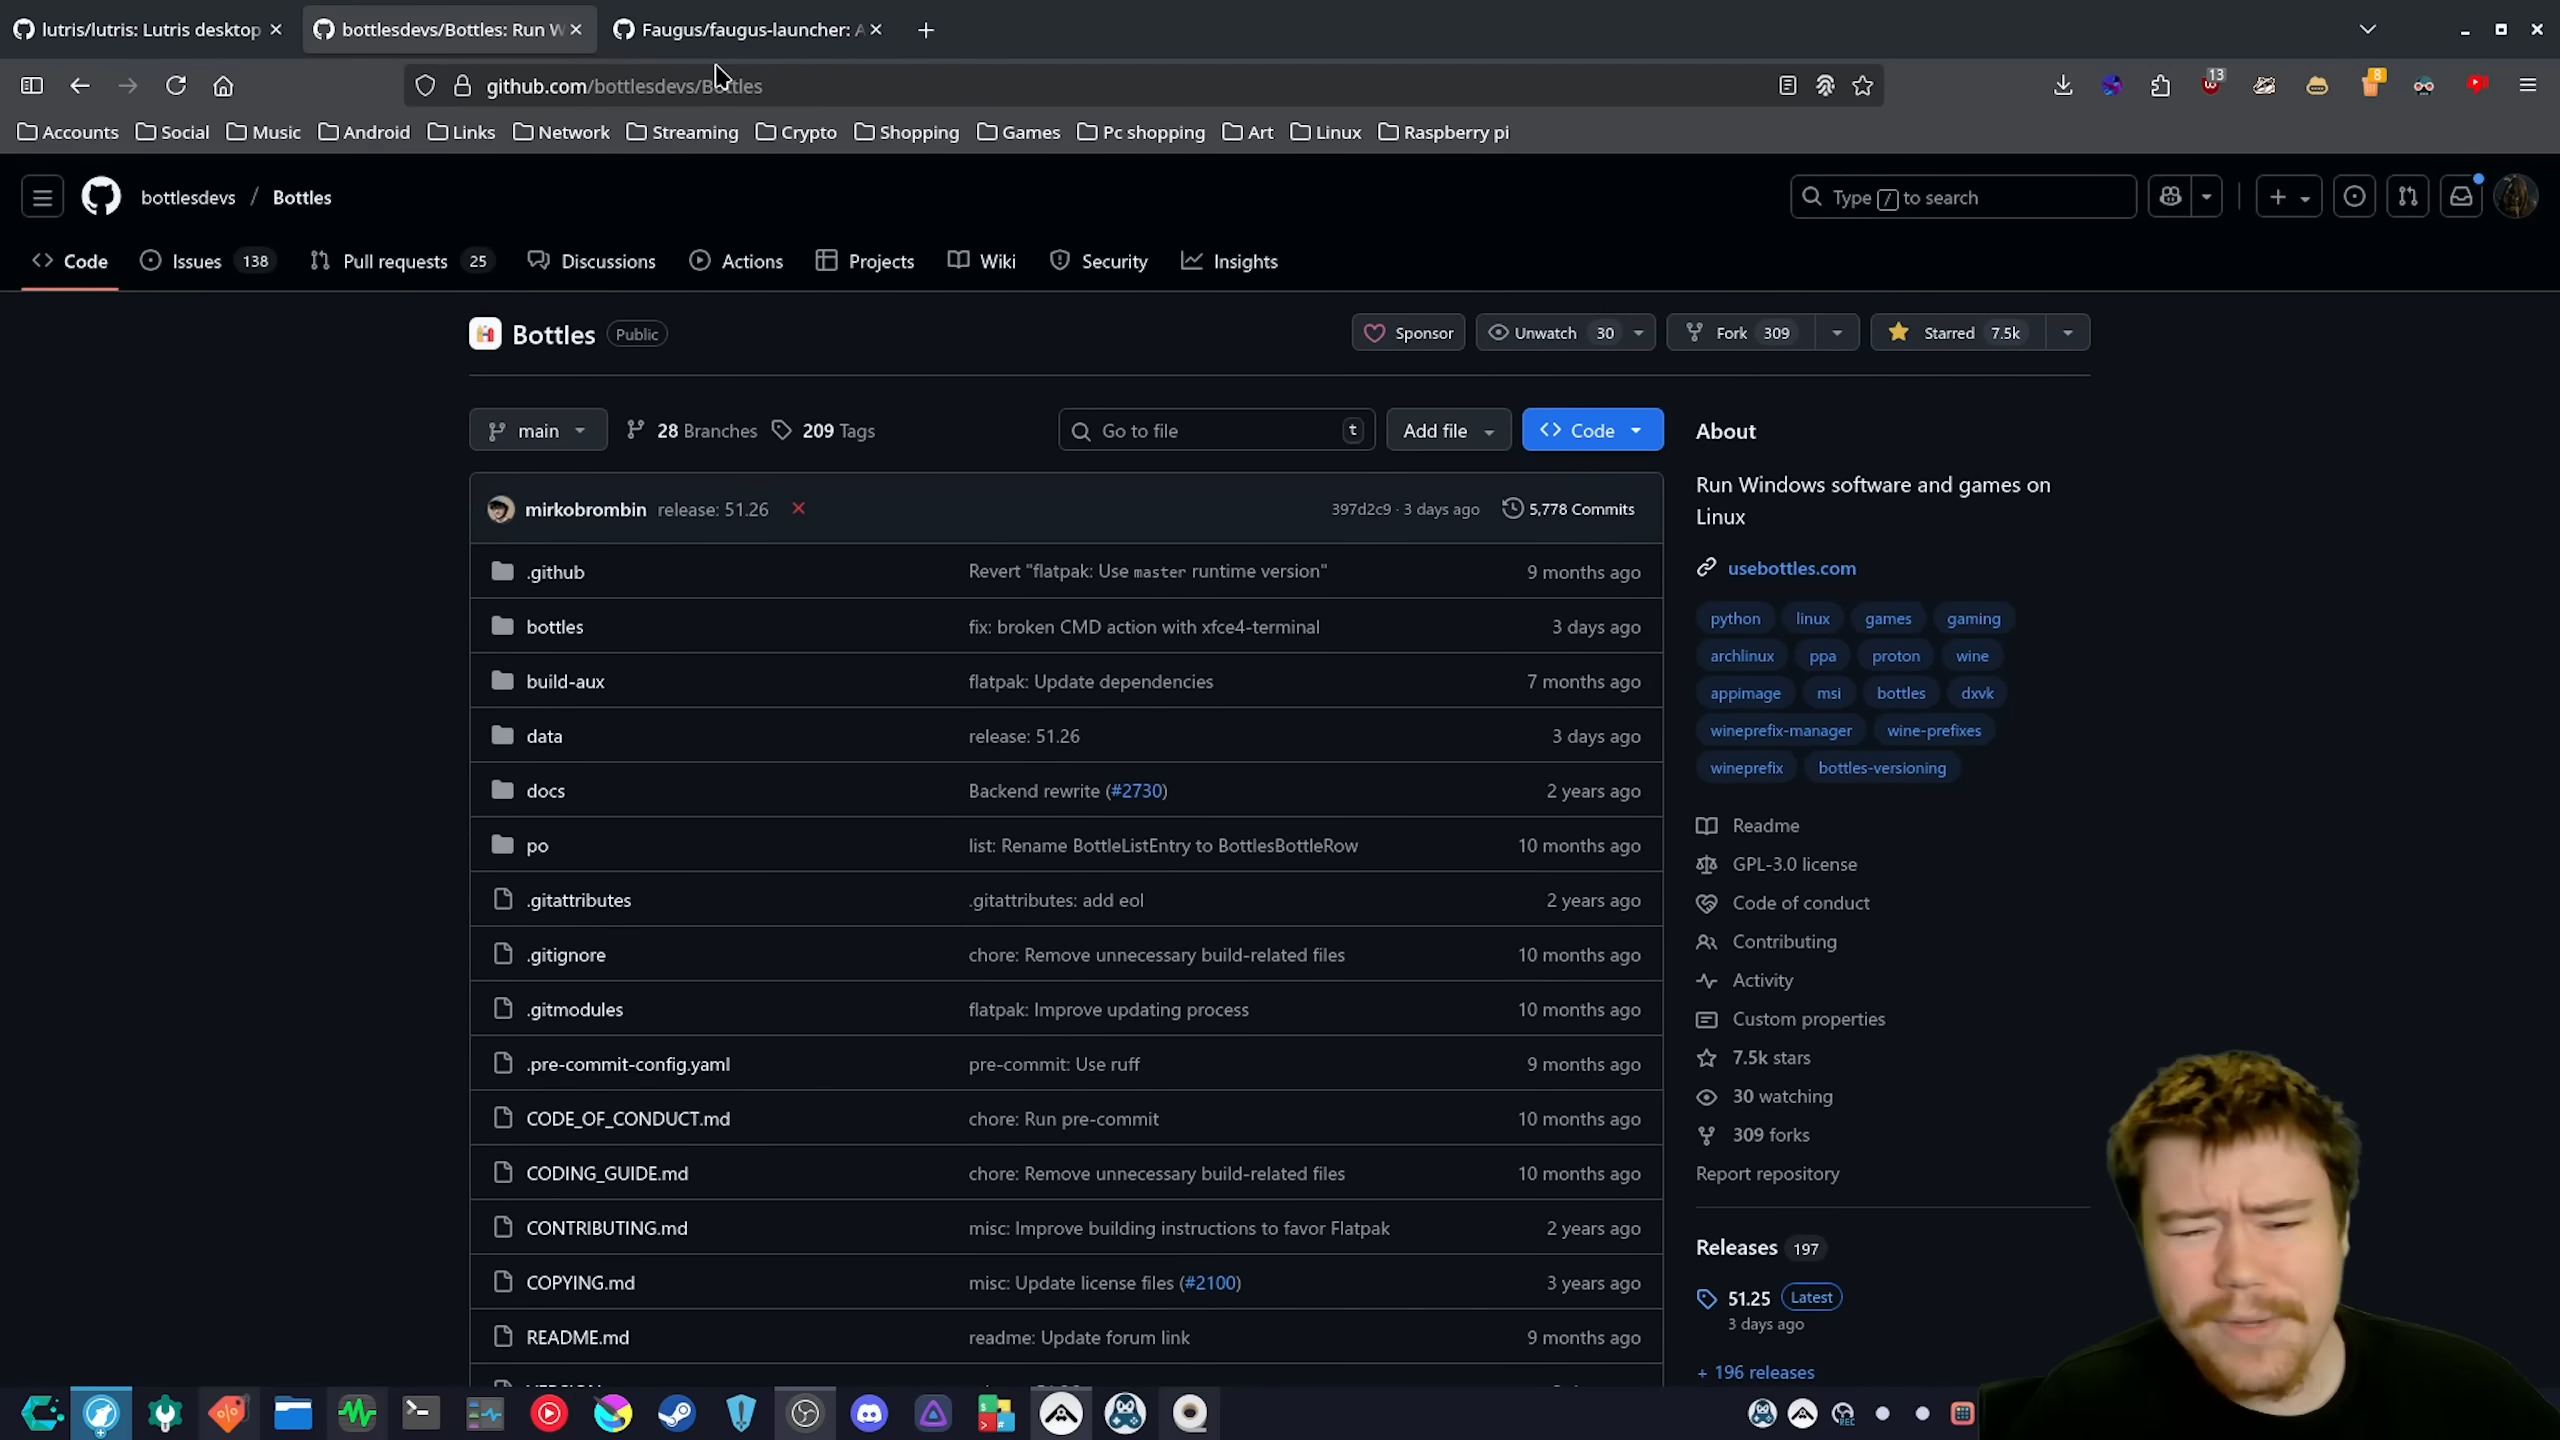 lutris/lutris: Lutris desktop
bottlesdevs/Bottles: Run W
Faugus/faugus-launcher: A
github.com/bottlesdevs/Bottles
13
8
Accounts
Social
Music
Android
Links
Network
Streaming
Crypto
Shopping
Games
Pc shopping
Art
Linux
Raspberry pi
bottlesdevs / Bottles
Type / to search
Code
Issues 138
Pull requests 25
Discussions
Actions
Projects
Wiki
Security
Insights
Bottles Public
Sponsor
Unwatch 30
Fork 309
Starred 7.5k
main
28 Branches
209 Tags
Go to file t
Add file
Code
mirkobrombin release: 51.26
397d2c9 · 3 days ago
5,778 Commits
.github Revert "flatpak: Use master runtime version" 9 months ago
bottles fix: broken CMD action with xfce4-terminal 3 days ago
build-aux flatpak: Update dependencies 7 months ago
data release: 51.26 3 days ago
docs Backend rewrite (#2730) 2 years ago
po list: Rename BottleListEntry to BottlesBottleRow 10 months ago
.gitattributes .gitattributes: add eol 2 years ago
.gitignore chore: Remove unnecessary build-related files 10 months ago
.gitmodules flatpak: Improve updating process 10 months ago
.pre-commit-config.yaml pre-commit: Use ruff 9 months ago
CODE_OF_CONDUCT.md chore: Run pre-commit 10 months ago
CODING_GUIDE.md chore: Remove unnecessary build-related files 10 months ago
CONTRIBUTING.md misc: Improve building instructions to favor Flatpak 2 years ago
COPYING.md misc: Update license files (#2100) 3 years ago
README.md readme: Update forum link 9 months ago
About
Run Windows software and games on
Linux
usebottles.com
python linux games gaming
archlinux ppa proton wine
appimage msi bottles dxvk
wineprefix-manager wine-prefixes
wineprefix bottles-versioning
Readme
GPL-3.0 license
Code of conduct
Contributing
Activity
Custom properties
7.5k stars
30 watching
309 forks
Report repository
Releases 197
51.25 Latest
3 days ago
+ 196 releases
REC